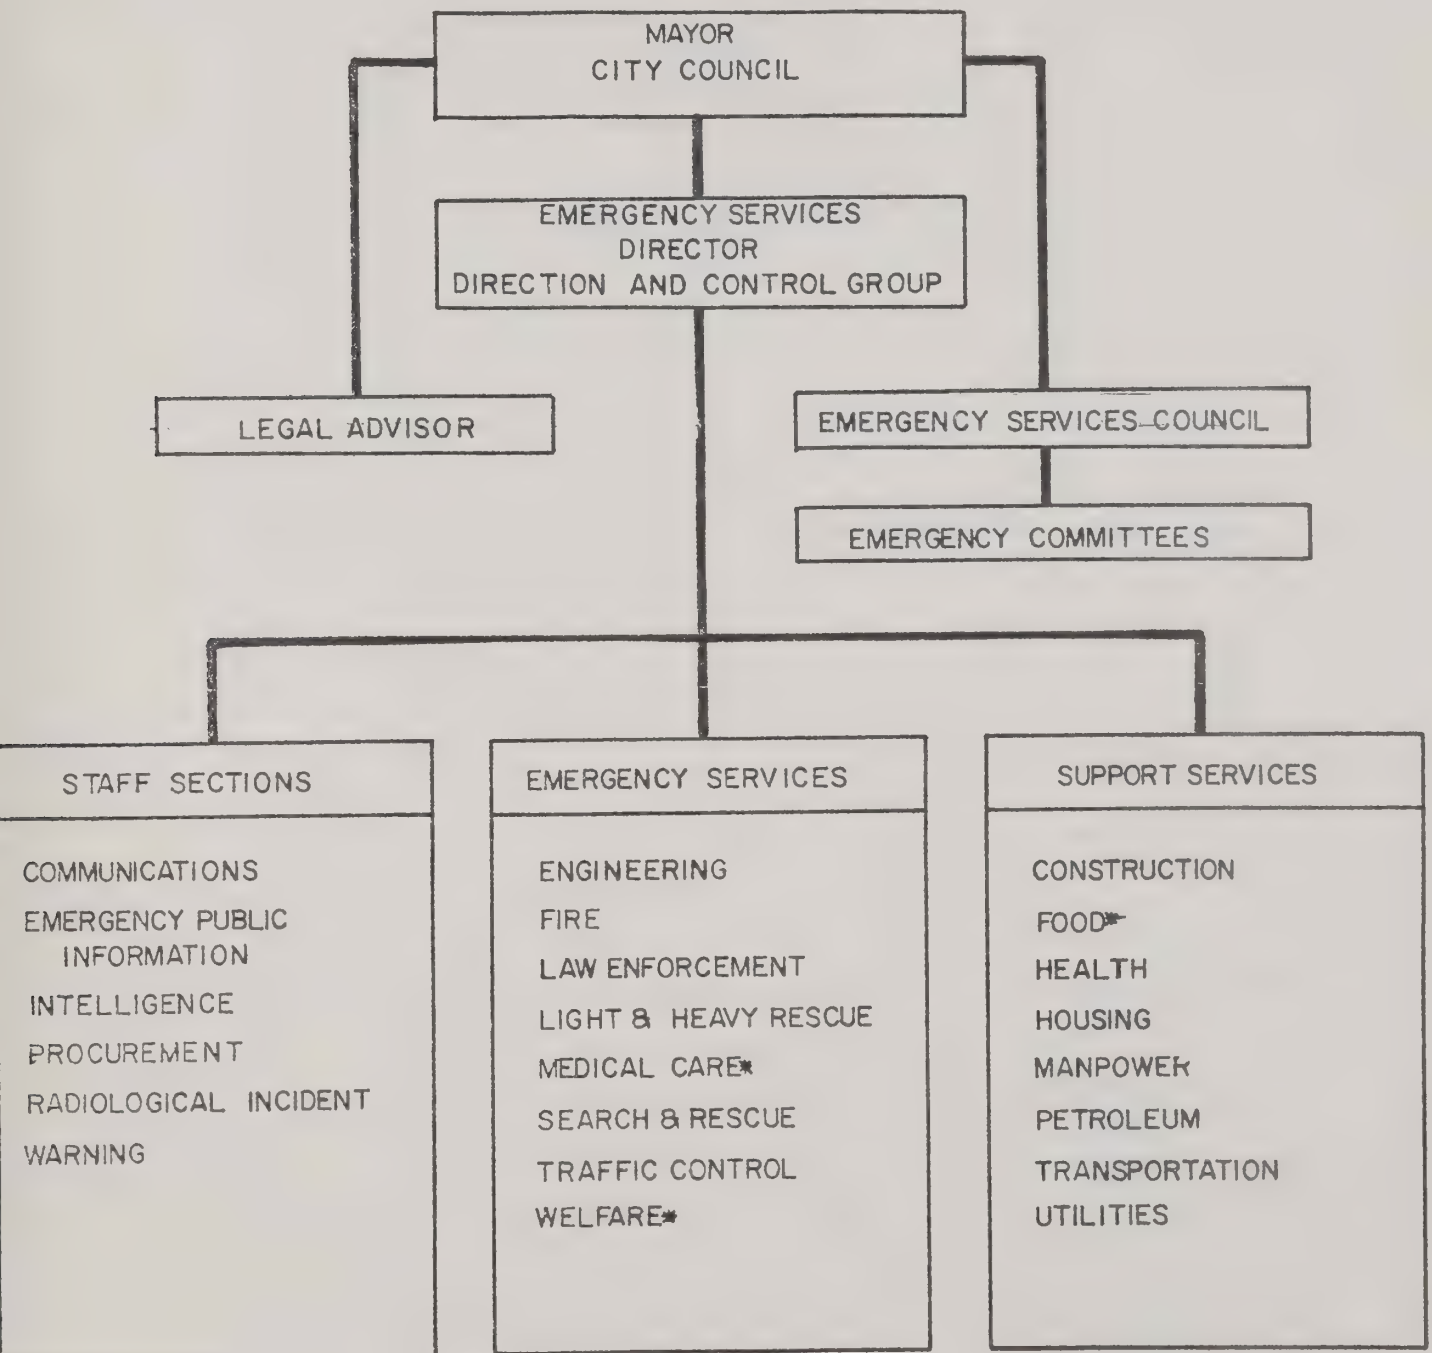 MAYOR
CITY COUNCIL
EMERGENCY SERVICES
DIRECTOR
DIRECTION AND CONTROL GROUP
LEGAL ADVISOR
EMERGENCY SERVICES COUNCIL
EMERGENCY COMMITTEES
STAFF SECTIONS
COMMUNICATIONS
EMERGENCY PUBLIC
INFORMATION
INTELLIGENCE
PROCUREMENT
RADIOLOGICAL INCIDENT
WARNING
EMERGENCY SERVICES
ENGINEERING
FIRE
LAW ENFORCEMENT
LIGHT & HEAVY RESCUE
MEDICAL CARE*
SEARCH & RESCUE
TRAFFIC CONTROL
WELFARE*
SUPPORT SERVICES
CONSTRUCTION
FOOD*
HEALTH
HOUSING
MANPOWER
PETROLEUM
TRANSPORTATION
UTILITIES